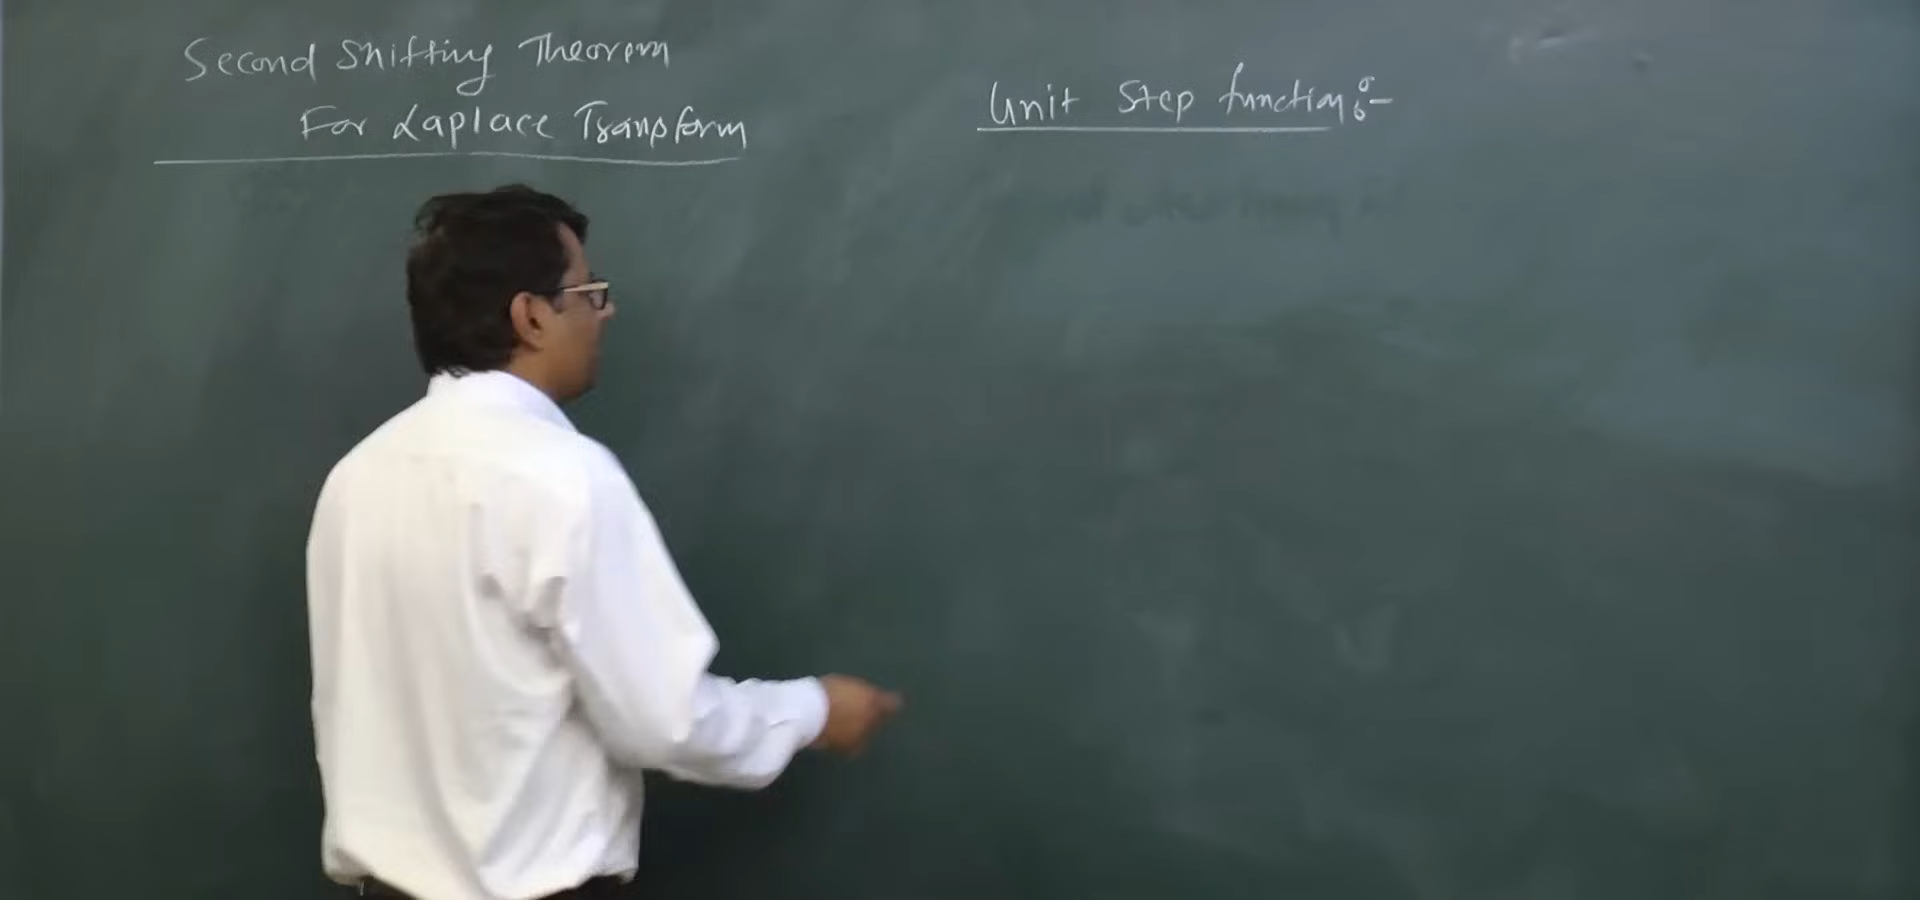 Second Shifting Theorem
For Laplace Transform
Unit Step function:-